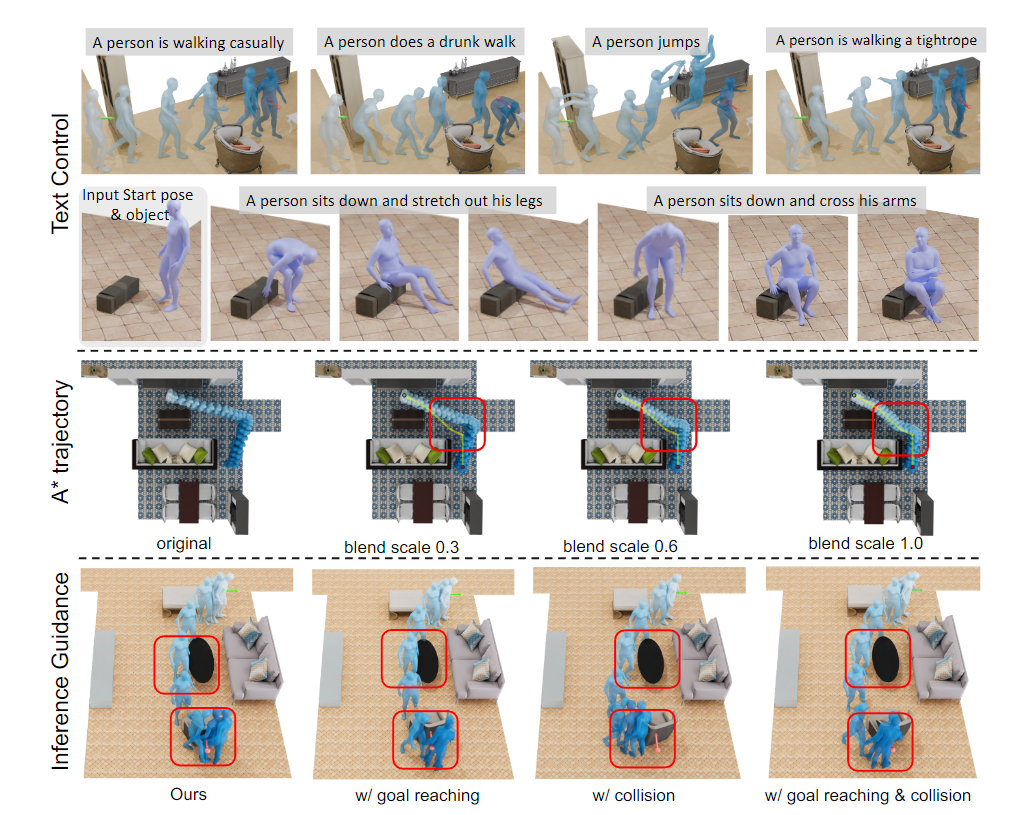 Text Control
A person is walking casually
A person does a drunk walk
A person jumps
A person is walking a tightrope
Input Start pose
& object
A person sits down and stretch out his legs
A person sits down and cross his arms
A* trajectory
original
blend scale 0.3
blend scale 0.6
blend scale 1.0
Inference Guidance
Ours
w/ goal reaching
w/ collision
w/ goal reaching & collision